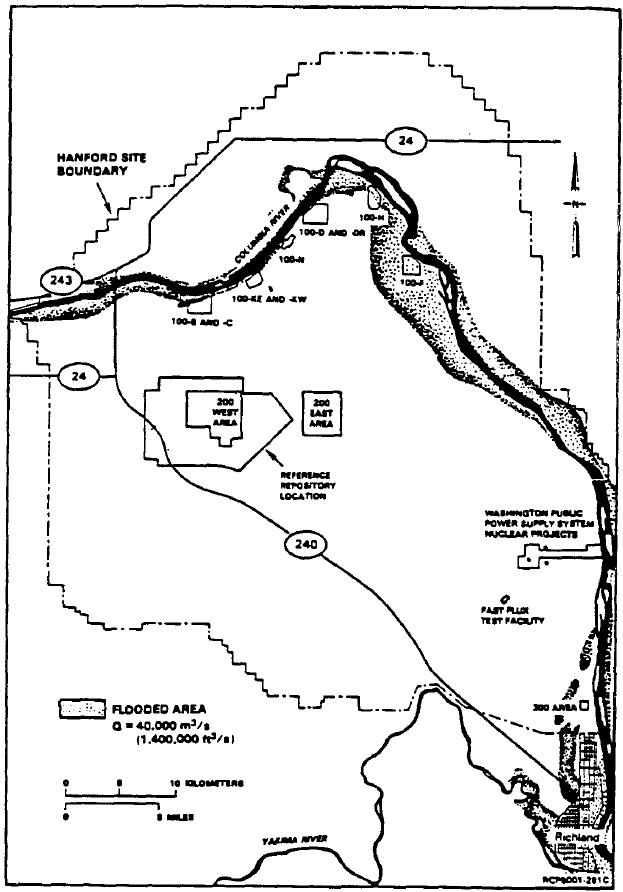 24
HANFORD SITE
BOUNDARY
N
COLUMBIA RIVER
100-H
100-D AND -DR
100-N
100-F
243
100-KE AND -KW
100-B AND -C
24
200
WEST
AREA
200
EAST
AREA
REFERENCE
REPOSITORY
LOCATION
WASHINGTON PUBLIC
POWER SUPPLY SYSTEM
NUCLEAR PROJECTS
240
FAST FLUX
TEST FACILITY
300 AREA
FLOODED AREA
Q = 40,000 m³/s
(1,400,000 ft³/s)
0 5 10 KILOMETERS
0 5 MILES
YAKIMA RIVER
Richland
RCP8001-281C